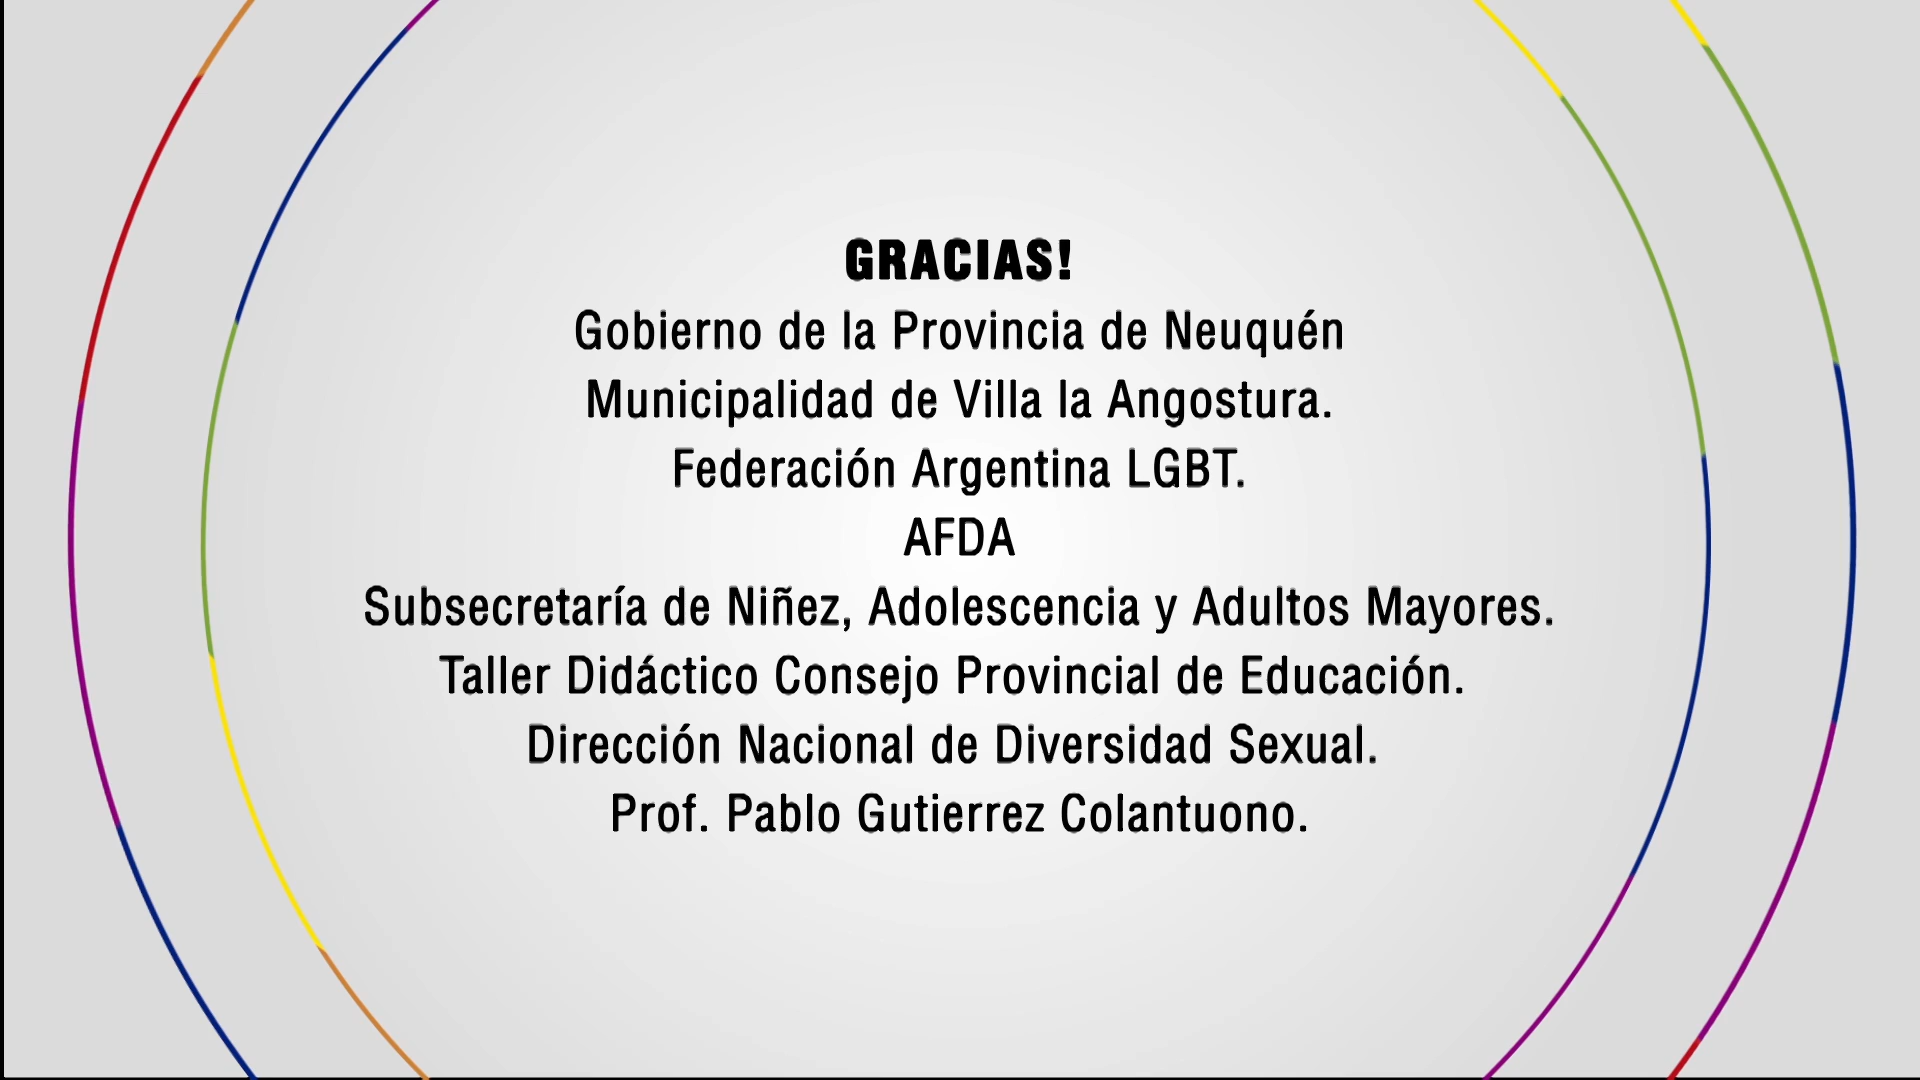 GRACIAS!
Gobierno de la Provincia de Neuquén
Municipalidad de Villa la Angostura.
Federación Argentina LGBT.
AFDA
Subsecretaría de Niñez, Adolescencia y Adultos Mayores.
Taller Didáctico Consejo Provincial de Educación.
Dirección Nacional de Diversidad Sexual.
Prof. Pablo Gutierrez Colantuono.